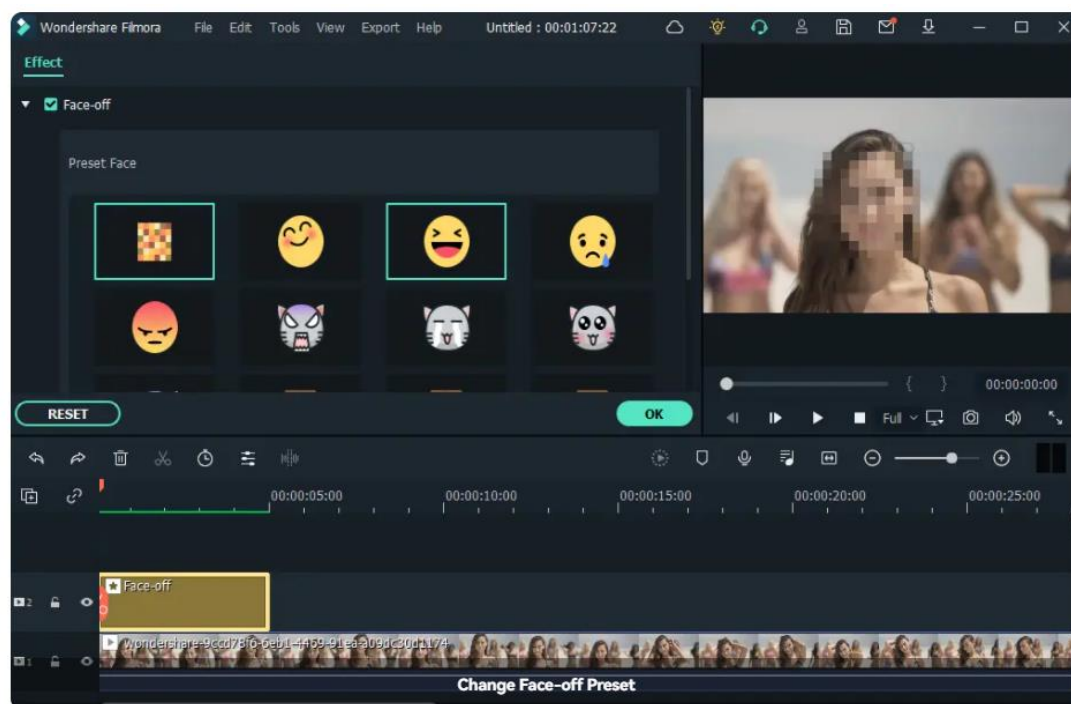 Wondershare Filmora File Edit Tools View Export Help Untitled : 00:01:07:22
Effect
Face-off
Preset Face
RESET OK
00:00:00:00
Full
00:00:05:00 00:00:10:00 00:00:15:00 00:00:20:00 00:00:25:00
Face-off
2
1
Change Face-off Preset